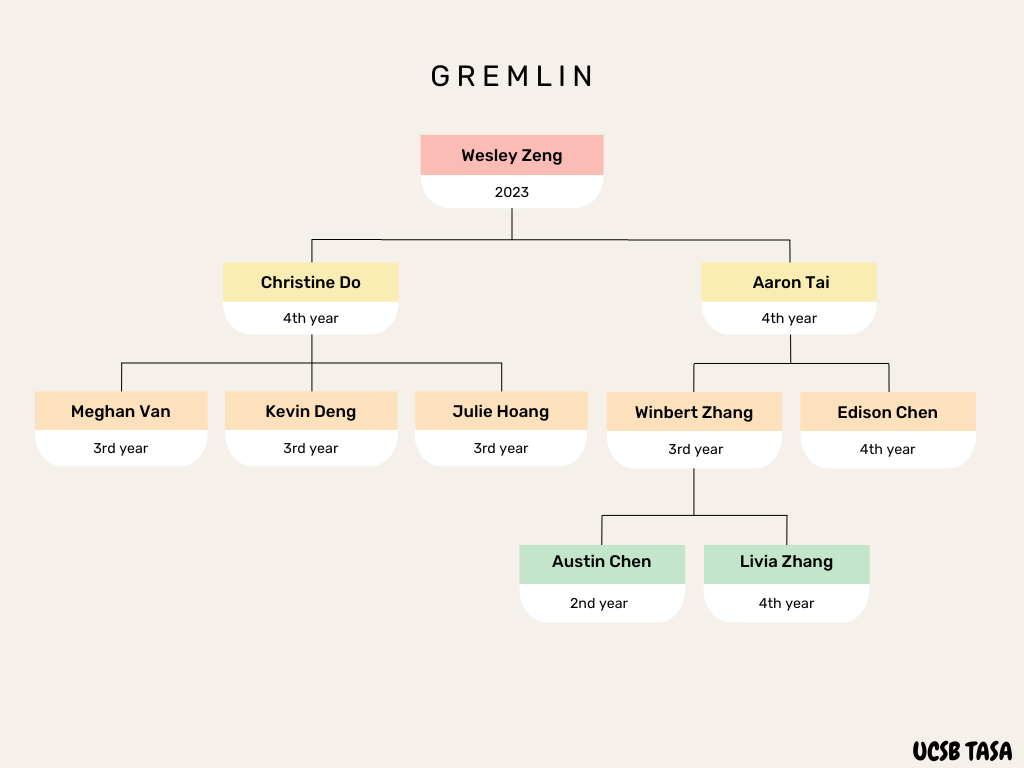 GREMLIN
Wesley Zeng
2023
Christine Do
4th year
Aaron Tai
4th year
Meghan Van
3rd year
Kevin Deng
3rd year
Julie Hoang
3rd year
Winbert Zhang
3rd year
Edison Chen
4th year
Austin Chen
2nd year
Livia Zhang
4th year
UCSB TASA